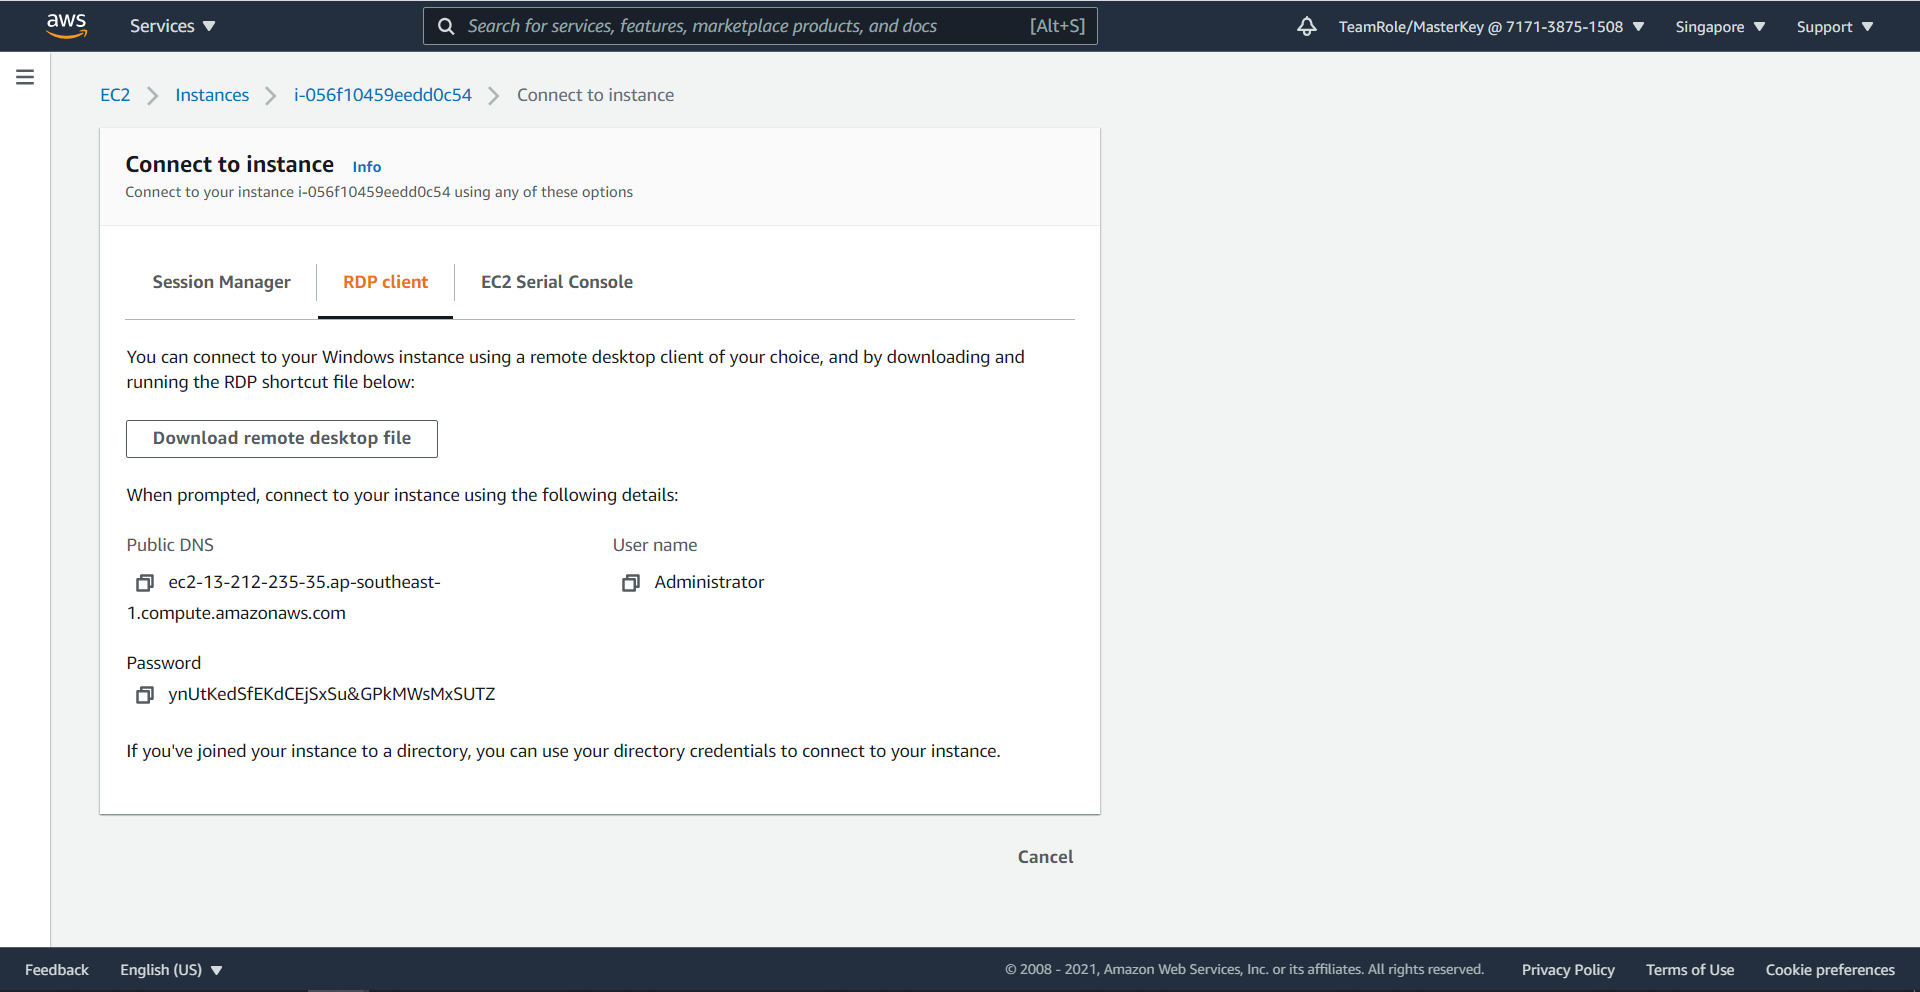 aws
Services
Search for services, features, marketplace products, and docs
[Alt+S]
TeamRole/MasterKey @ 7171-3875-1508
Singapore
Support
EC2
Instances
i-056f10459eedd0c54
Connect to instance
Connect to instance
Info
Connect to your instance i-056f10459eedd0c54 using any of these options
Session Manager
RDP client
EC2 Serial Console
You can connect to your Windows instance using a remote desktop client of your choice, and by downloading and
running the RDP shortcut file below:
Download remote desktop file
When prompted, connect to your instance using the following details:
Public DNS
ec2-13-212-235-35.ap-southeast-
1.compute.amazonaws.com
User name
Administrator
Password
ynUtKedSfEKdCEjSxSu&GPkMWsMxSUTZ
If you've joined your instance to a directory, you can use your directory credentials to connect to your instance.
Cancel
Feedback
English (US)
© 2008 - 2021, Amazon Web Services, Inc. or its affiliates. All rights reserved.
Privacy Policy
Terms of Use
Cookie preferences